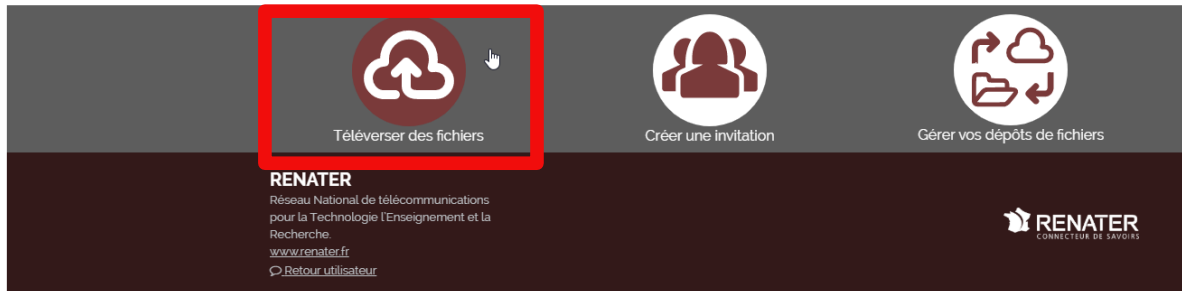 Téléverser des fichiers
Créer une invitation
Gérer vos dépôts de fichiers
RENATER
Réseau National de télécommunications
pour la Technologie l'Enseignement et la
Recherche.
www.renater.fr
Retour utilisateur
RENATER
CONNECTEUR DE SAVOIRS